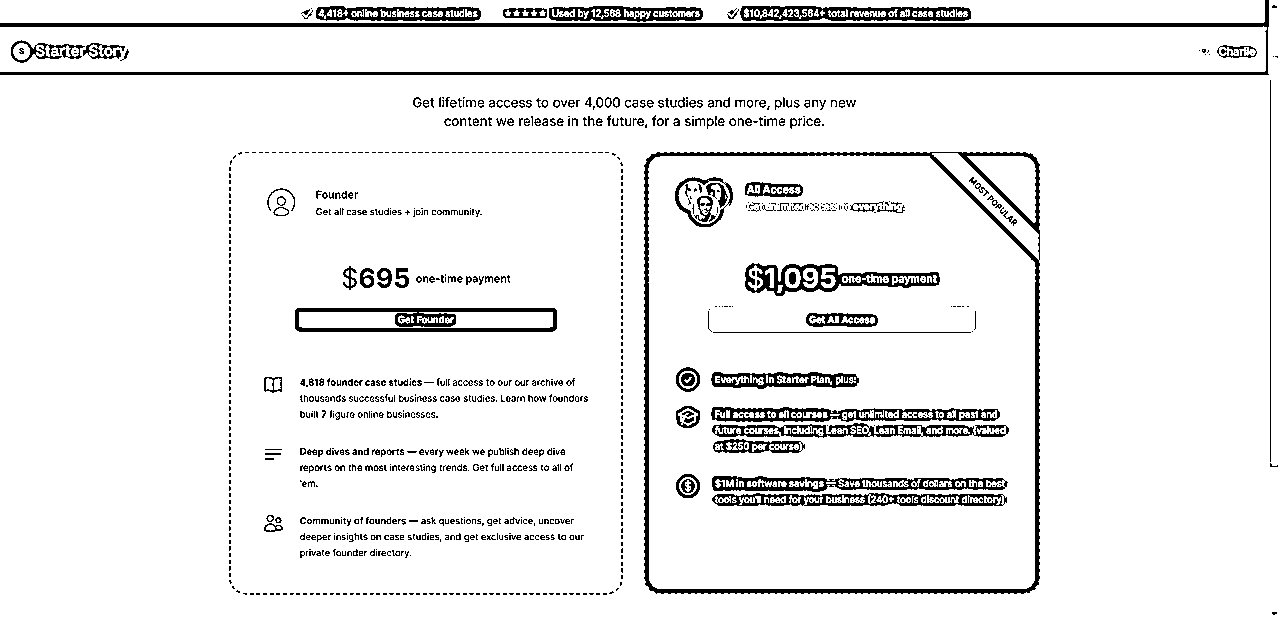 4,418+ online business case studies
Used by 12,568 happy customers
$10,842,423,564+ total revenue of all case studies
Starter Story
Charlie
Get lifetime access to over 4,000 case studies and more, plus any new
content we release in the future, for a simple one-time price.
Founder
Get all case studies + join community.
$695 one-time payment
Get Founder
4,818 founder case studies — full access to our our archive of
thousands successful business case studies. Learn how founders
built 7 figure online businesses.
Deep dives and reports — every week we publish deep dive
reports on the most interesting trends. Get full access to all of
'em.
Community of founders — ask questions, get advice, uncover
deeper insights on case studies, and get exclusive access to our
private founder directory.
MOST POPULAR
All Access
Get unlimited access to everything.
$1,095 one-time payment
Get All Access
Everything in Starter Plan, plus:
Full access to all courses — get unlimited access to all past and
future courses, including Lean SEO, Lean Email, and more. (valued
at $250 per course)
$1M in software savings — Save thousands of dollars on the best
tools you'll need for your business (240+ tools discount directory)